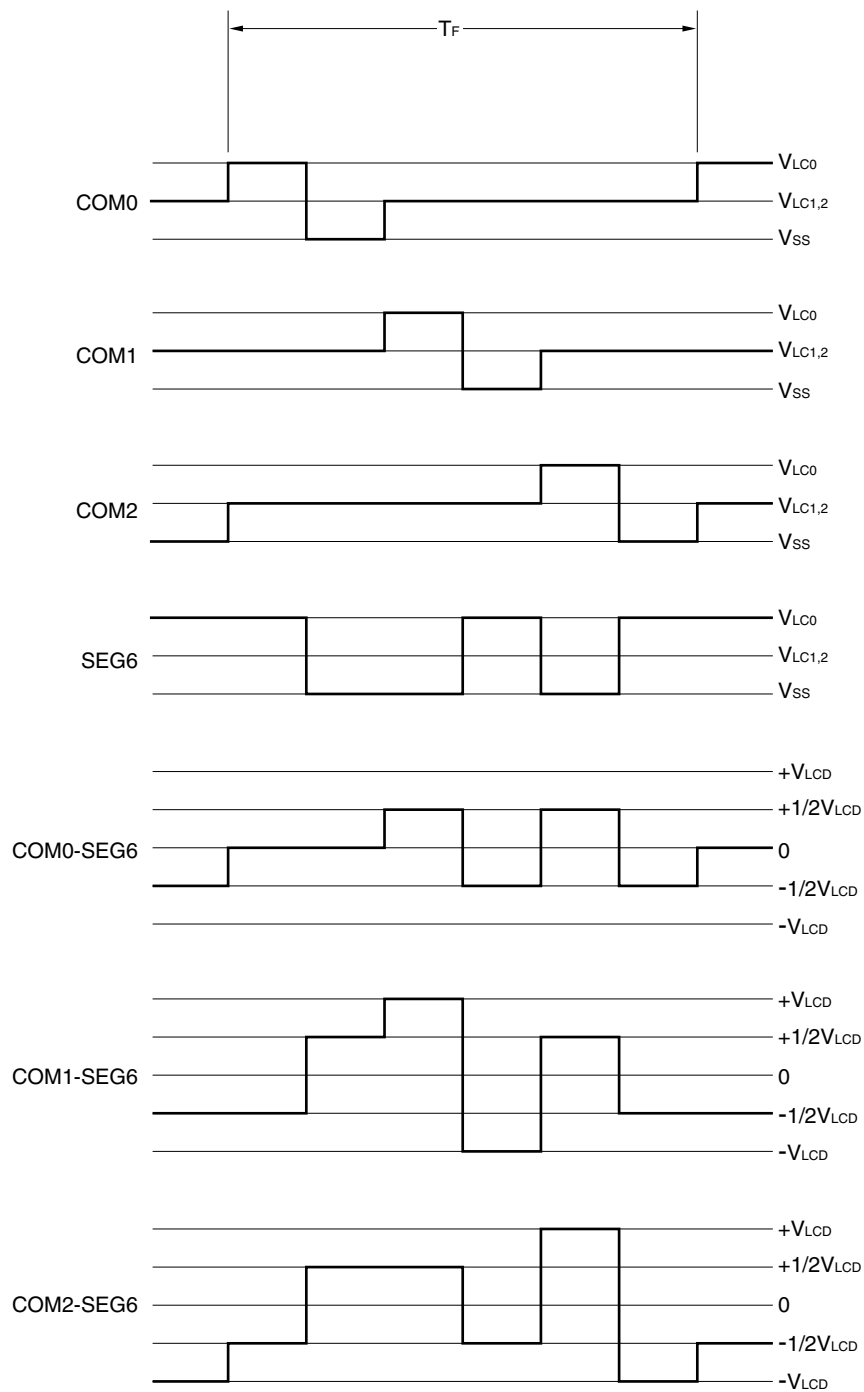 TF
VLC0
COM0
VLC1,2
VSS
VLC0
COM1
VLC1,2
VSS
VLC0
COM2
VLC1,2
VSS
VLC0
SEG6
VLC1,2
VSS
+VLCD
+1/2VLCD
COM0-SEG6
0
-1/2VLCD
-VLCD
+VLCD
+1/2VLCD
COM1-SEG6
0
-1/2VLCD
-VLCD
+VLCD
+1/2VLCD
COM2-SEG6
0
-1/2VLCD
-VLCD